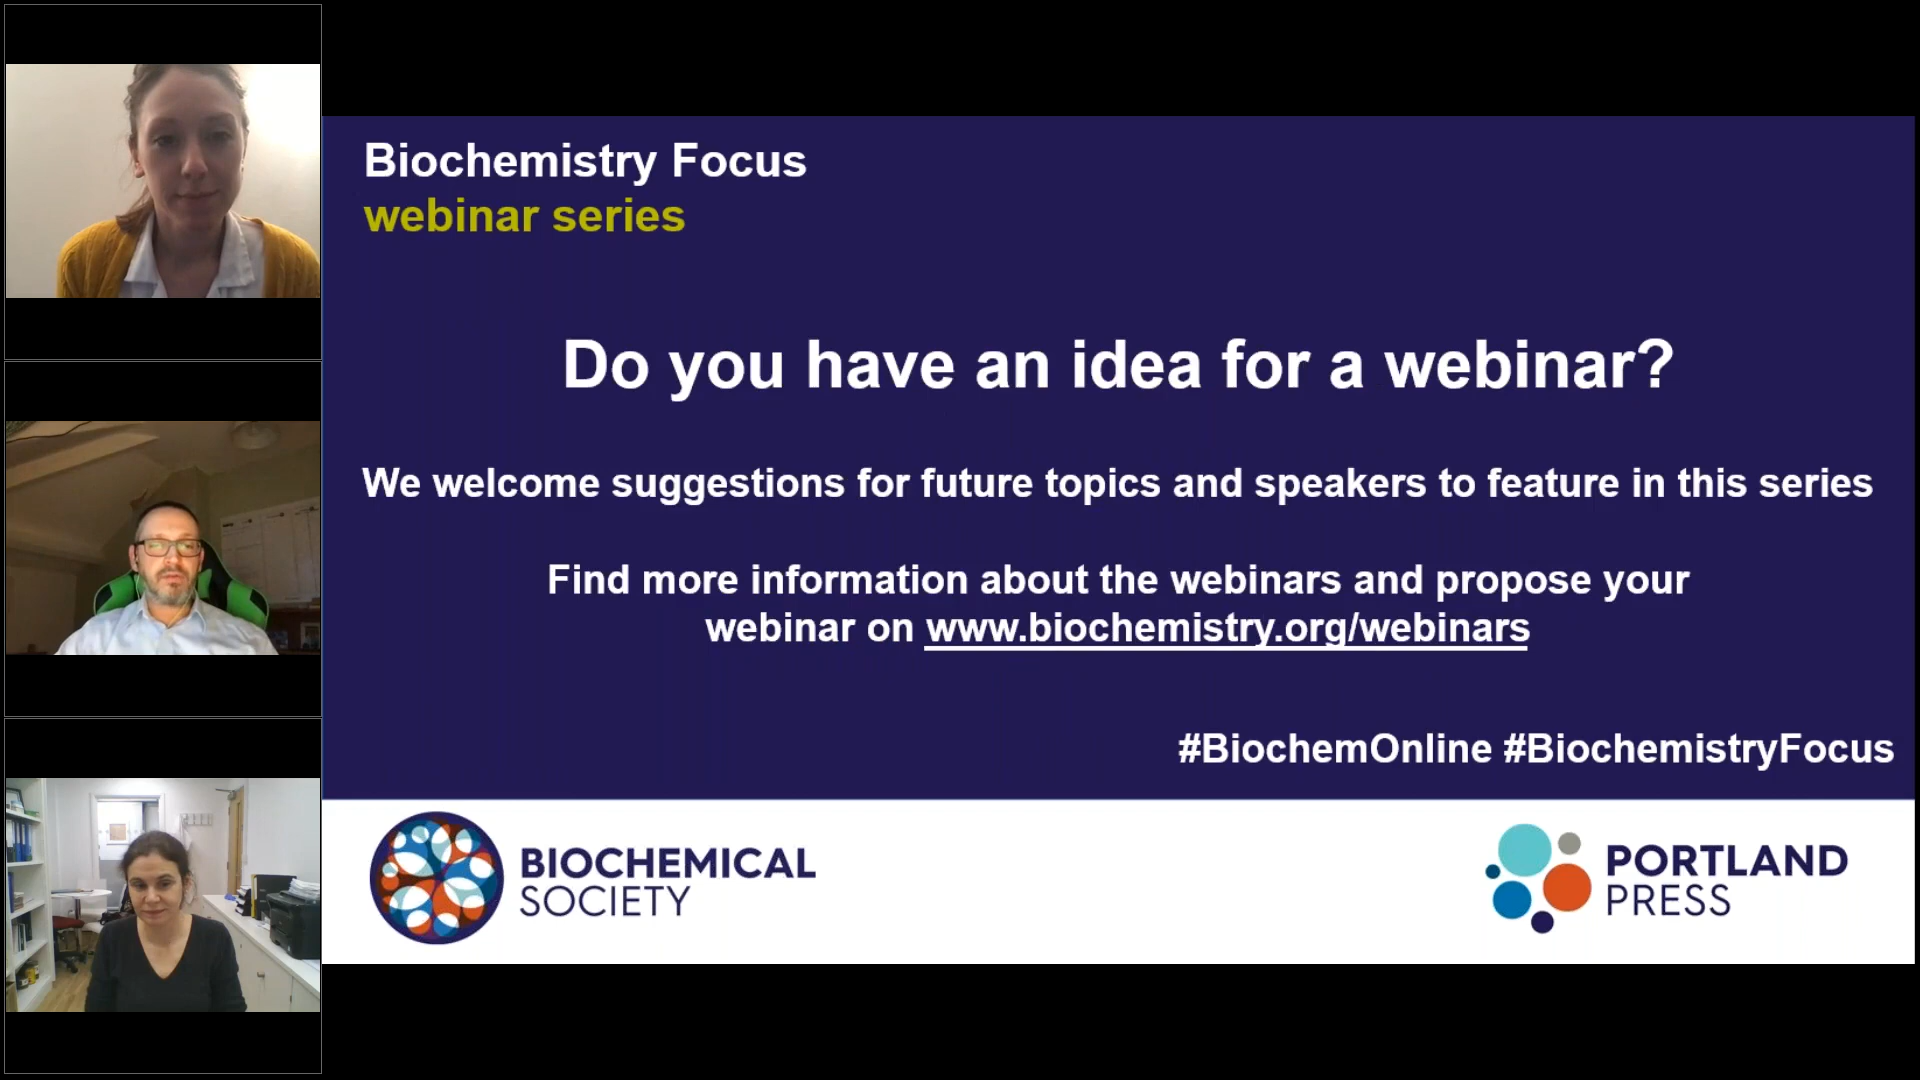 Biochemistry Focus
webinar series
Do you have an idea for a webinar?
We welcome suggestions for future topics and speakers to feature in this series
Find more information about the webinars and propose your
webinar on www.biochemistry.org/webinars
#BiochemOnline #BiochemistryFocus
BIOCHEMICAL
SOCIETY
PORTLAND
PRESS